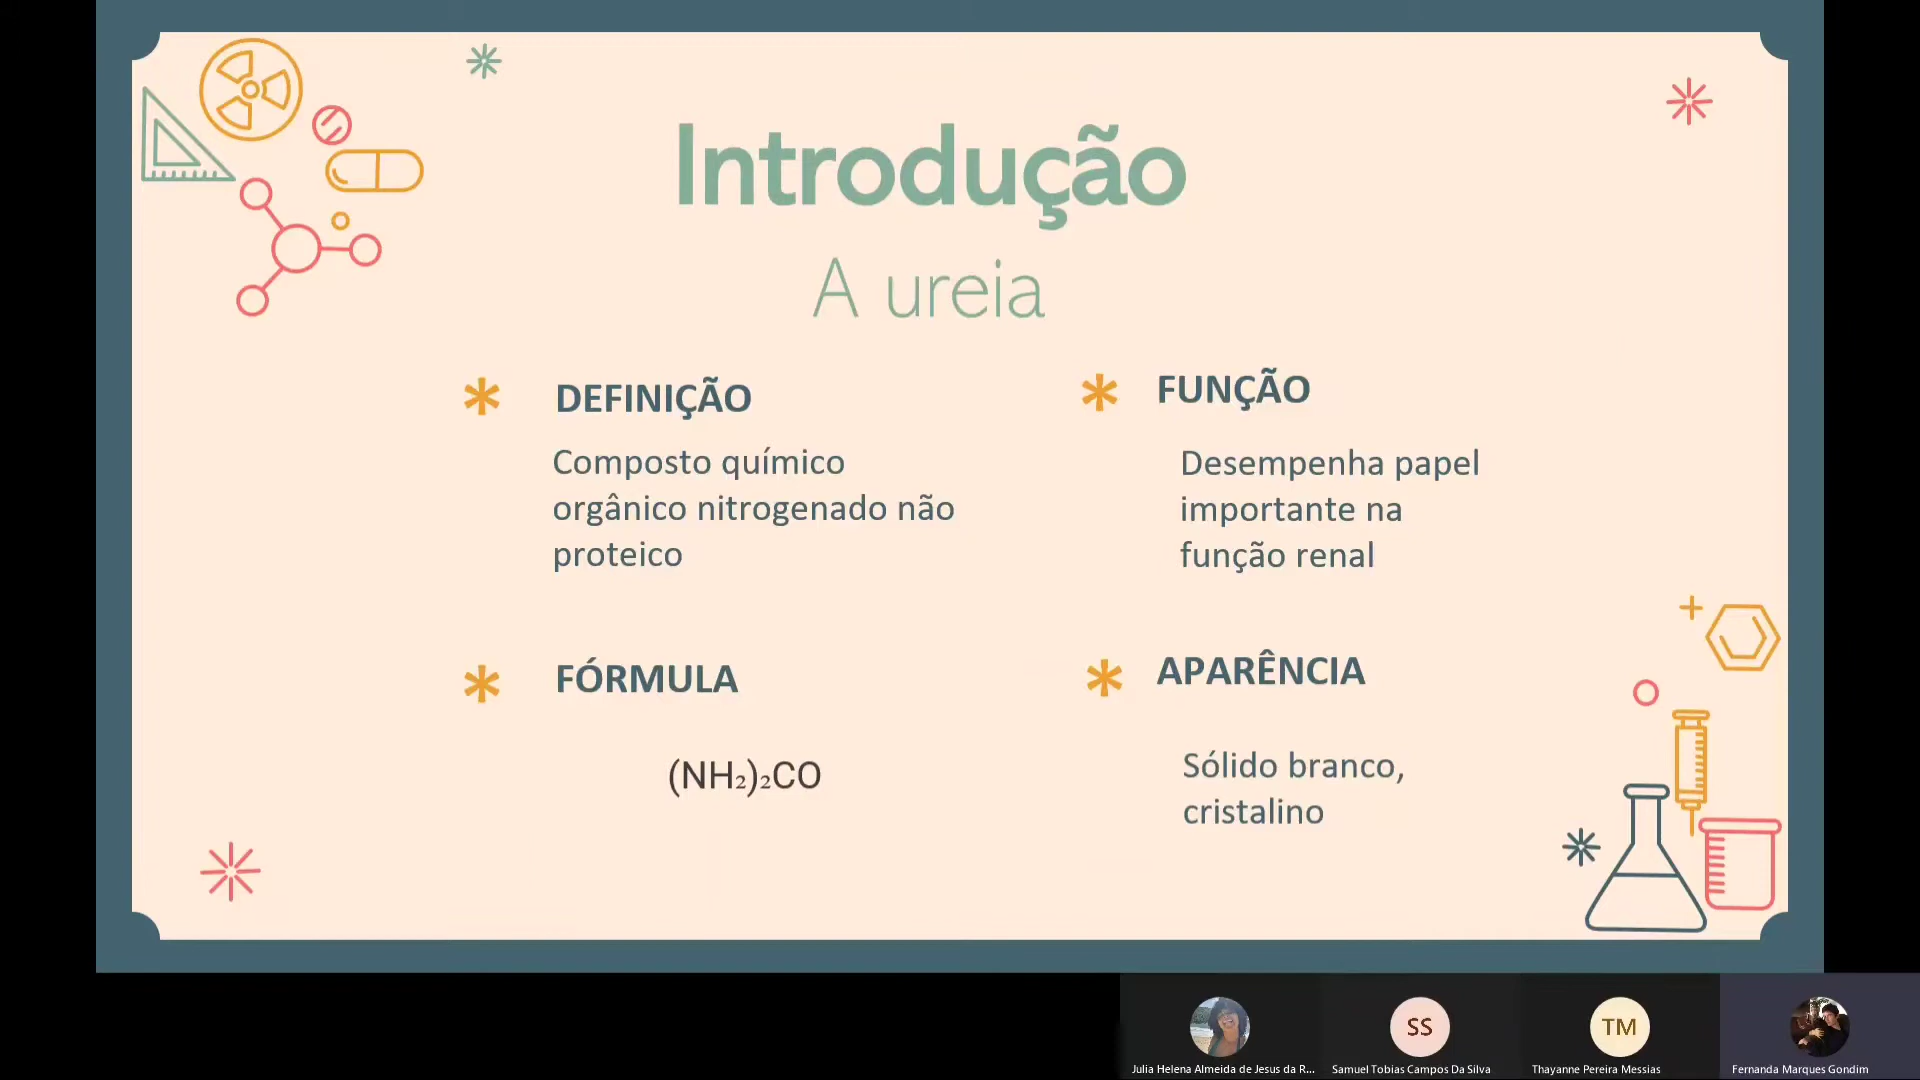 Introdução
A ureia
DEFINIÇÃO
Composto químico
orgânico nitrogenado não
proteico
FUNÇÃO
Desempenha papel
importante na
função renal
FÓRMULA
(NH₂)₂CO
APARÊNCIA
Sólido branco,
cristalino
SS
TM
Julia Helena Almeida de Jesus da R...
Samuel Tobias Campos Da Silva
Thayanne Pereira Messias
Fernanda Marques Gondim